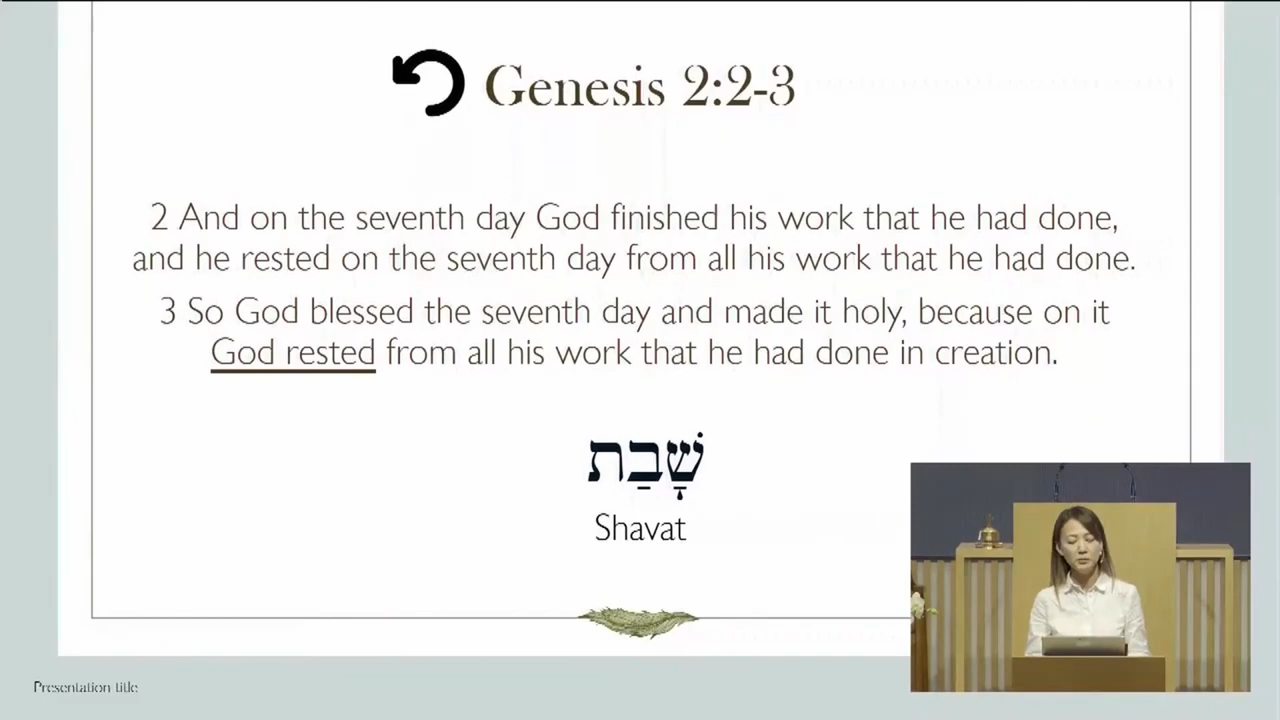 Genesis 2:2-3
2 And on the seventh day God finished his work that he had done,
and he rested on the seventh day from all his work that he had done.
3 So God blessed the seventh day and made it holy, because on it
God rested from all his work that he had done in creation.
שָׁבַת
Shavat
Presentation title